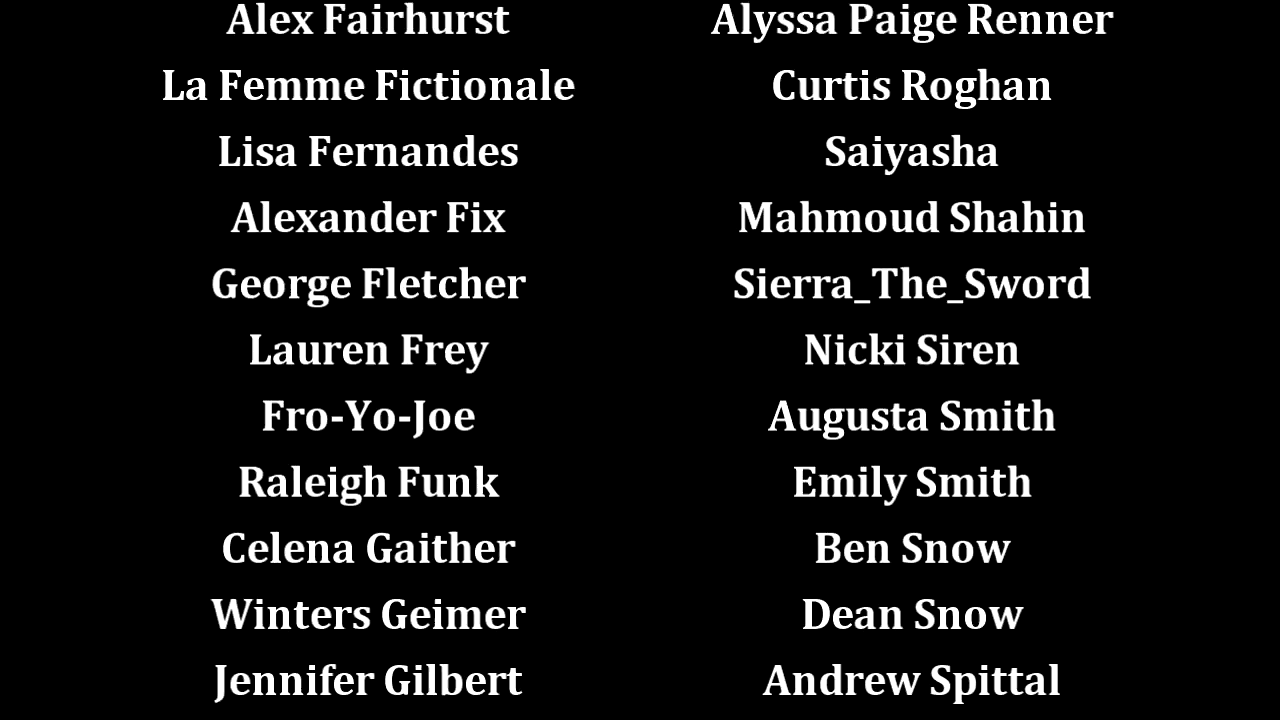 Alex Fairhurst
La Femme Fictionale
Lisa Fernandes
Alexander Fix
George Fletcher
Lauren Frey
Fro-Yo-Joe
Raleigh Funk
Celena Gaither
Winters Geimer
Jennifer Gilbert
Alyssa Paige Renner
Curtis Roghan
Saiyasha
Mahmoud Shahin
Sierra_The_Sword
Nicki Siren
Augusta Smith
Emily Smith
Ben Snow
Dean Snow
Andrew Spittal